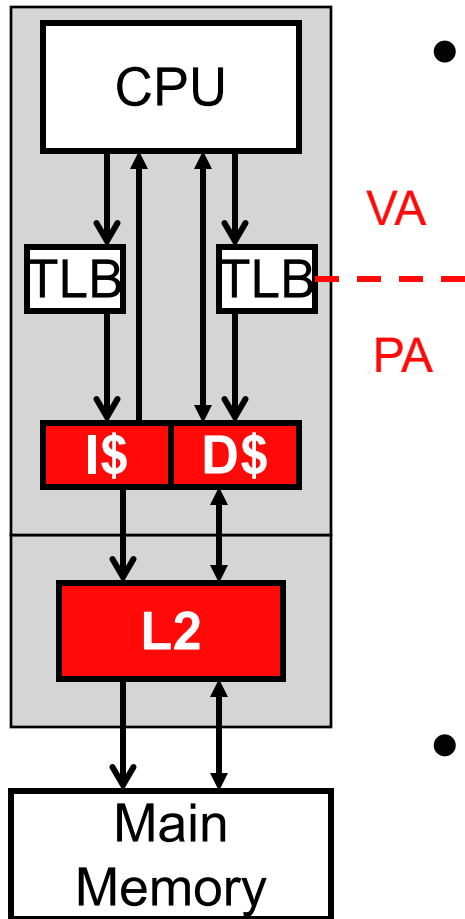 CPU
VA
TLB TLB
PA
I$ D$
L2
Main
Memory